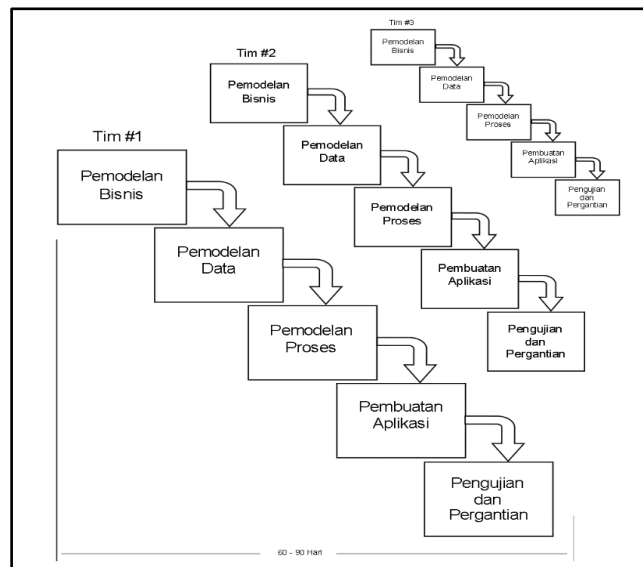 Tim #1
Pemodelan
Bisnis
Pemodelan
Data
Pemodelan
Proses
Pembuatan
Aplikasi
Pengujian
dan
Pergantian
Tim #2
Pemodelan
Bisnis
Pemodelan
Data
Pemodelan
Proses
Pembuatan
Aplikasi
Pengujian
dan
Pergantian
Tim #3
Pemodelan
Bisnis
Pemodelan
Data
Pemodelan
Proses
Pembuatan
Aplikasi
Pengujian
dan
Pergantian
60 - 90 Hari